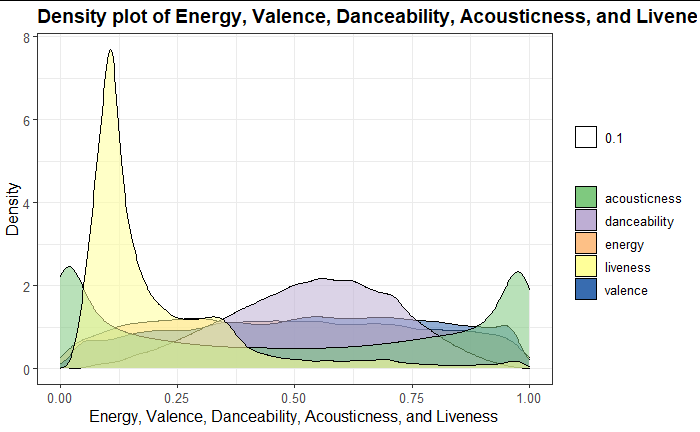 Density plot of Energy, Valence, Danceability, Acousticness, and Livene
8
6
4
2
0
Density
0.00 0.25 0.50 0.75 1.00
Energy, Valence, Danceability, Acousticness, and Liveness
0.1
acousticness
danceability
energy
liveness
valence